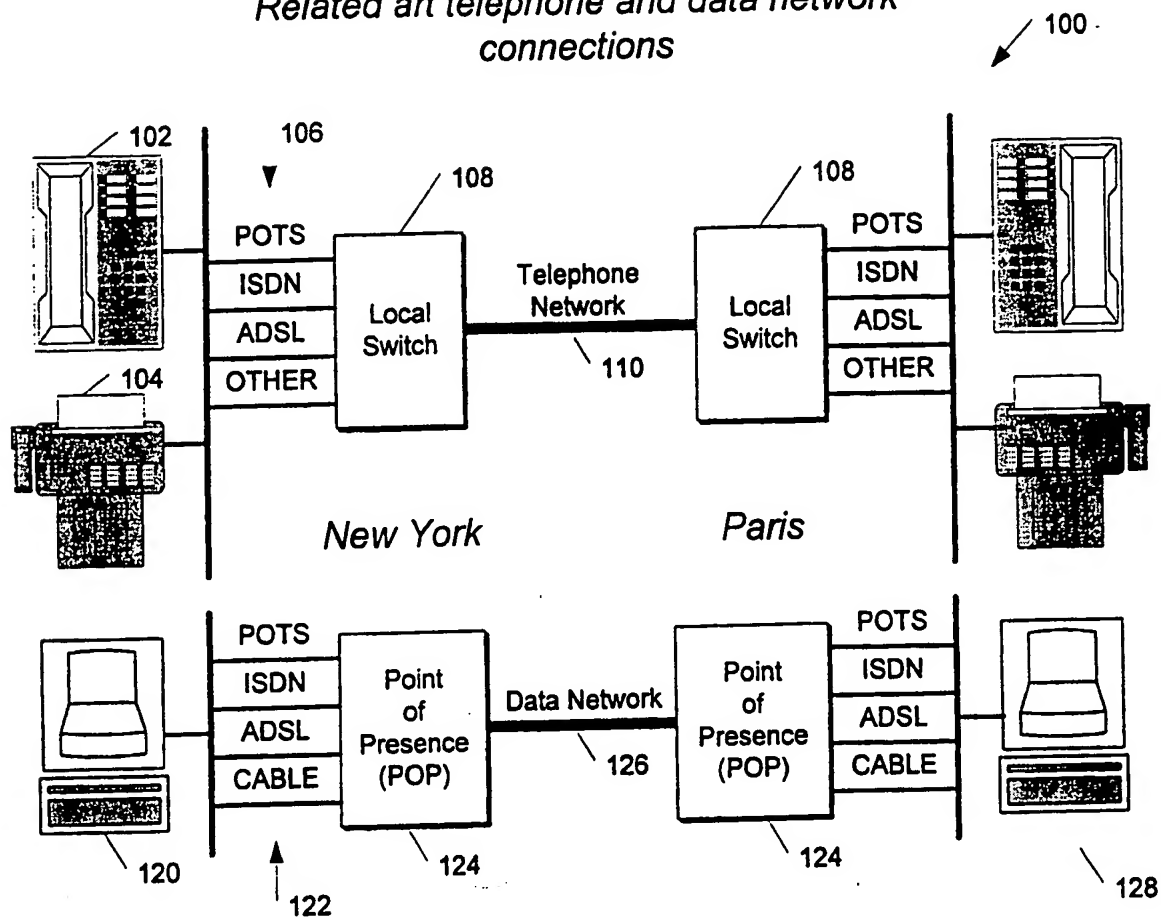 Related art telephone and data network
connections
100
102
106
108
108
POTS
ISDN
ADSL
OTHER
Local
Switch
Telephone
Network
110
Local
Switch
POTS
ISDN
ADSL
OTHER
104
New York
Paris
POTS
ISDN
ADSL
CABLE
Point
of
Presence
(POP)
Data Network
126
Point
of
Presence
(POP)
POTS
ISDN
ADSL
CABLE
120
122
124
124
128